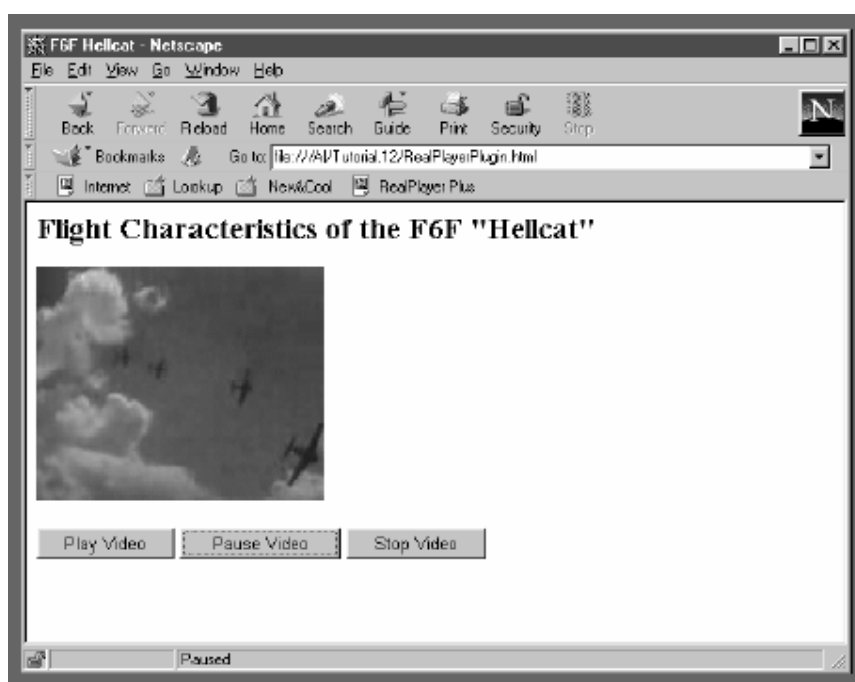 F6F Hellcat - Netscape
File Edit View Go Window Help
Back Forward Reload Home Search Guide Print Security Stop
N
Bookmarks Go to: file:///A|/Tutorial.12/RealPlayerPlugin.html
Internet Lookup New&Cool RealPlayer Plus
Flight Characteristics of the F6F "Hellcat"
Play Video Pause Video Stop Video
Paused